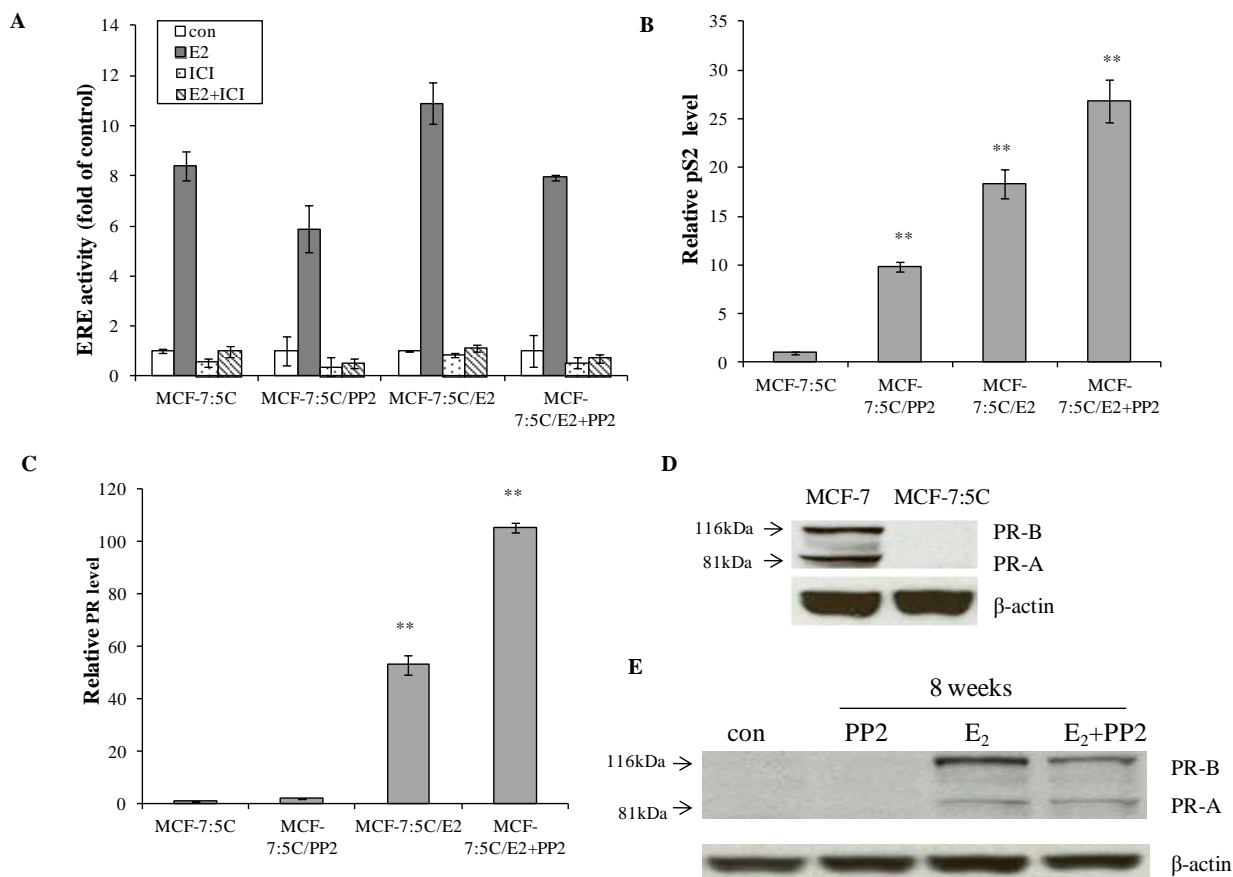 A
con
E2
ICI
E2+ICI
ERE activity (fold of control)
14
12
10
8
6
4
2
0
MCF-7:5C
MCF-7:5C/PP2
MCF-7:5C/E2
MCF-
7:5C/E2+PP2
B
Relative pS2 level
35
30
25
20
15
10
5
0
**
**
**
MCF-7:5C
MCF-
7:5C/PP2
MCF-
7:5C/E2
MCF-
7:5C/E2+PP2
C
Relative PR level
120
100
80
60
40
20
0
**
**
MCF-7:5C
MCF-
7:5C/PP2
MCF-7:5C/E2
MCF-
7:5C/E2+PP2
D
MCF-7 MCF-7:5C
116kDa PR-B
81kDa PR-A
β-actin
E
8 weeks
con PP2 E₂ E₂+PP2
116kDa PR-B
81kDa PR-A
β-actin